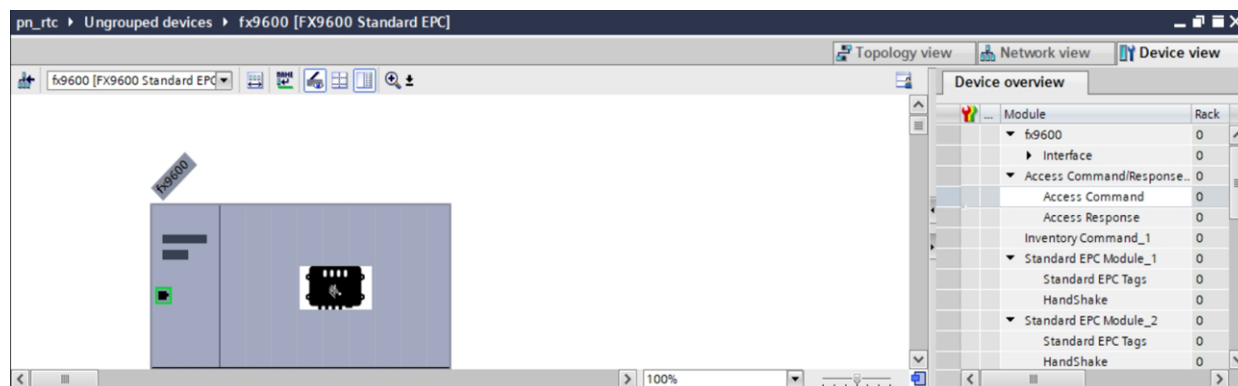 pn_rtc ▸ Ungrouped devices ▸ fx9600 [FX9600 Standard EPC]
Topology view Network view Device view
fx9600 [FX9600 Standard EPC
Device overview
... Module Rack
fx9600 0
Interface 0
Access Command/Response.. 0
Access Command 0
Access Response 0
Inventory Command_1 0
Standard EPC Module_1 0
Standard EPC Tags 0
HandShake 0
Standard EPC Module_2 0
Standard EPC Tags 0
HandShake 0
fx9600
100%